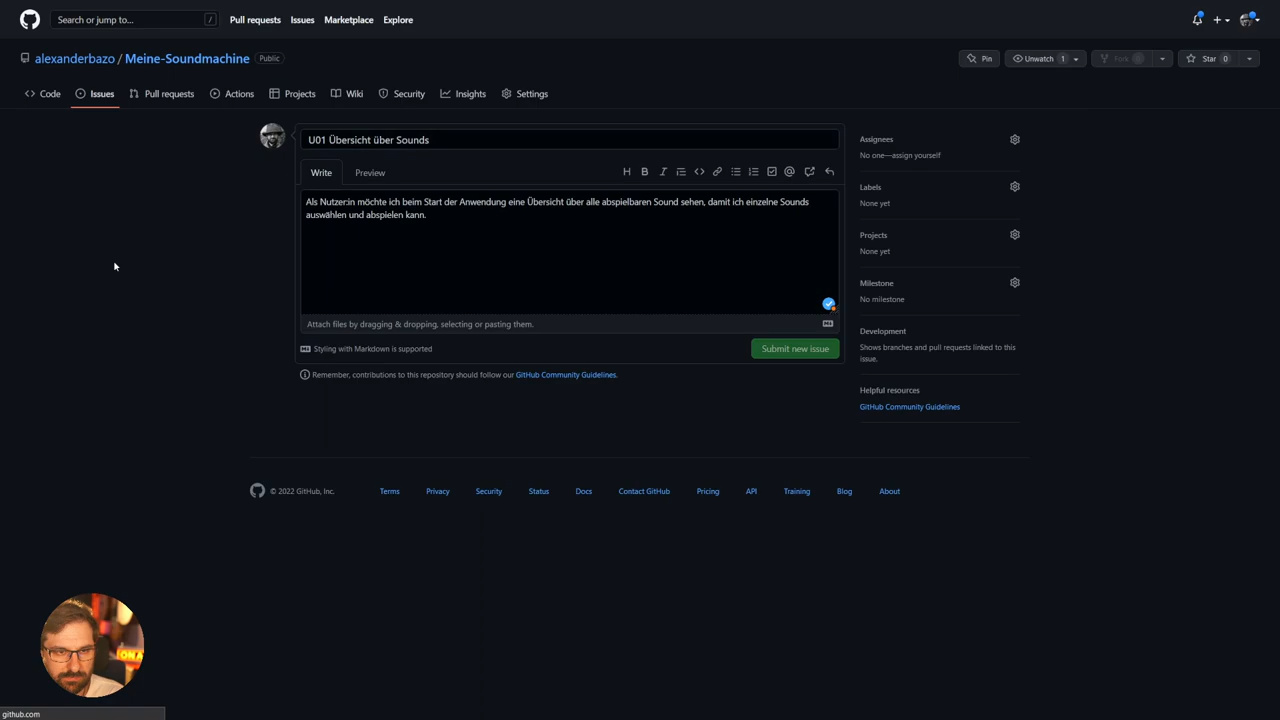 Search or jump to... /
Pull requests Issues Marketplace Explore
alexanderbazo / Meine-Soundmachine Public
Pin Unwatch 1 Fork 0 Star 0
Code Issues Pull requests Actions Projects Wiki Security Insights Settings
U01 Übersicht über Sounds
Write Preview
Als Nutzer:in möchte ich beim Start der Anwendung eine Übersicht über alle abspielbaren Sound sehen, damit ich einzelne Sounds
auswählen und abspielen kann.
Attach files by dragging & dropping, selecting or pasting them.
Styling with Markdown is supported
Submit new issue
Remember, contributions to this repository should follow our GitHub Community Guidelines.
Assignees
No one—assign yourself
Labels
None yet
Projects
None yet
Milestone
No milestone
Development
Shows branches and pull requests linked to this
issue.
Helpful resources
GitHub Community Guidelines
© 2022 GitHub, Inc. Terms Privacy Security Status Docs Contact GitHub Pricing API Training Blog About
github.com